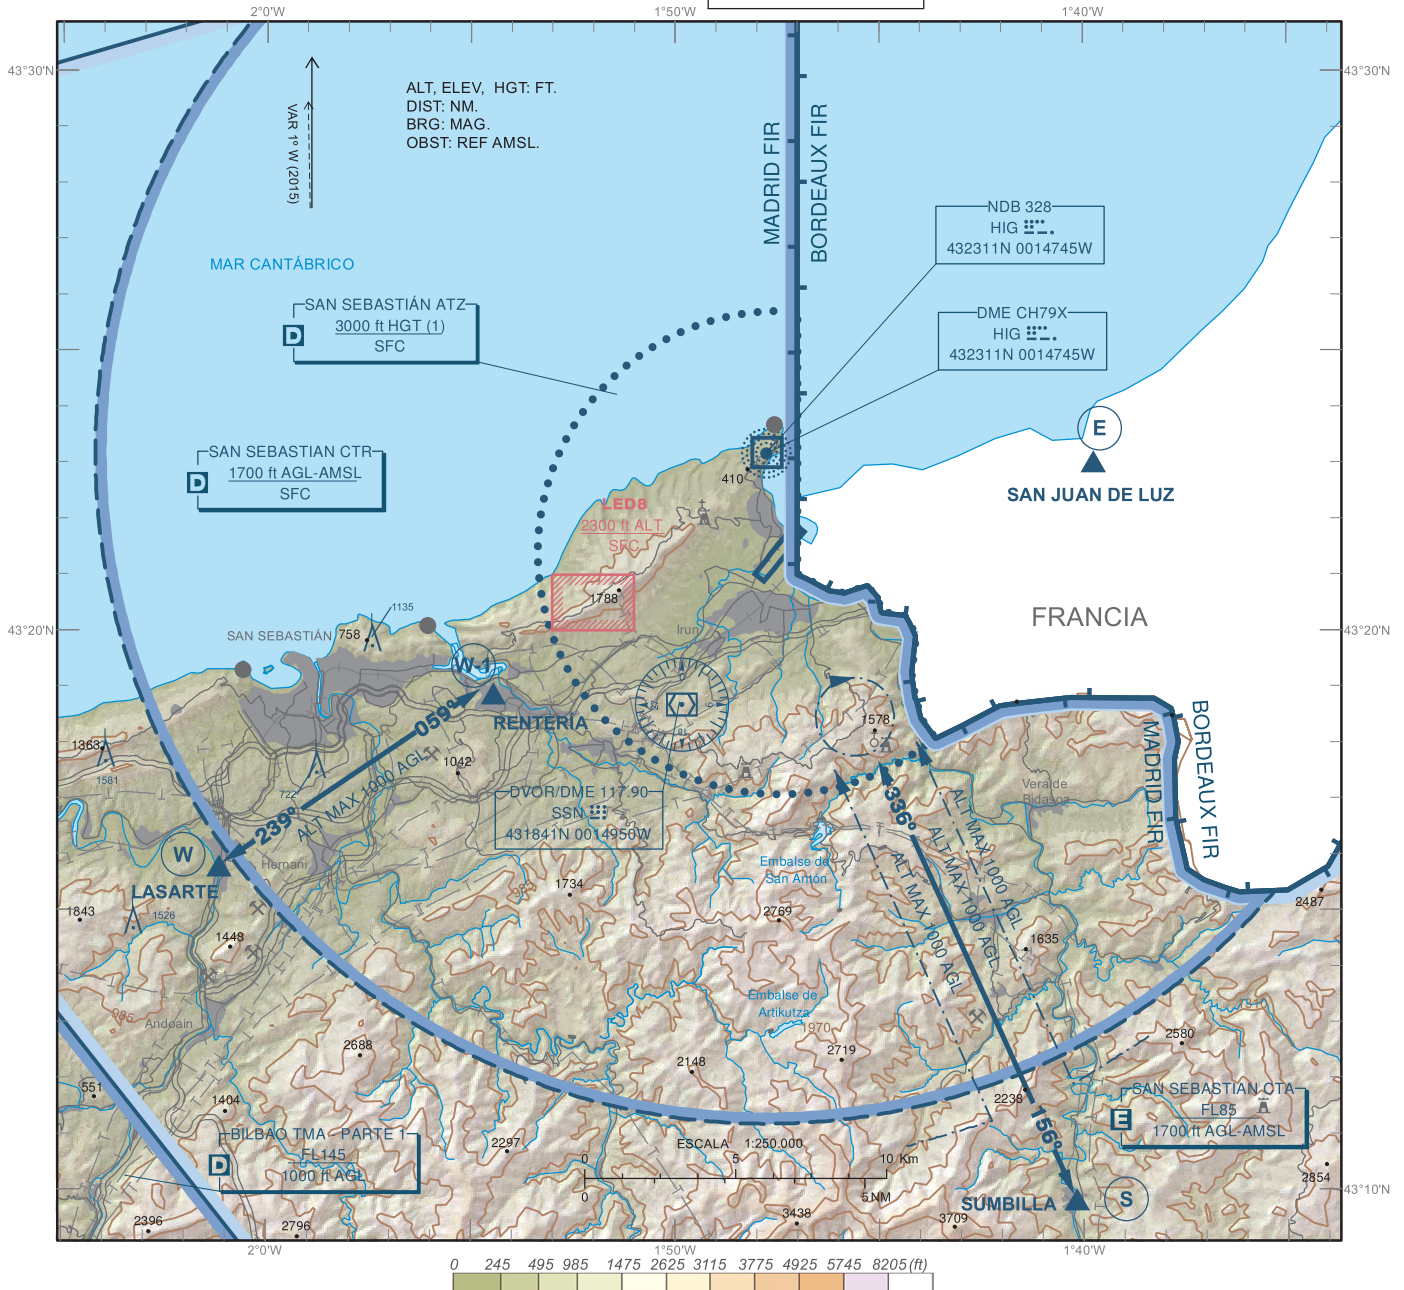 2°0'W
1°50'W
1°40'W
43°30'N
43°30'N
VAR 1º W (2015)
ALT, ELEV, HGT: FT.
DIST: NM.
BRG: MAG.
OBST: REF AMSL.
MADRID FIR
BORDEAUX FIR
NDB 328
HIG
432311N 0014745W
MAR CANTÁBRICO
SAN SEBASTIÁN ATZ
3000 ft HGT (1)
SFC
D
DME CH79X
HIG
432311N 0014745W
E
SAN JUAN DE LUZ
SAN SEBASTIAN CTR
1700 ft AGL-AMSL
SFC
D
410
LED8
2300 ft ALT
SFC
1788
1135
FRANCIA
43°20'N
43°20'N
SAN SEBASTIÁN
758
Irun
W-1
RENTERÍA
059º
239º
ALT MAX 1000 AGL
1578
1363
1581
1042
722
BORDEAUX FIR
MADRID FIR
DVOR/DME 117.90
SSN
431841N 0014950W
Vera de
Bidasoa
336º
ALT MAX 1000 AGL
ALT MAX 1000 AGL
ALT MAX 1000 AGL
W
LASARTE
Hernani
Embalse de
San Antón
1843
1526
1448
983
1734
2769
2487
1635
985
Andoain
Embalse de
Artikutza
1970
1310
2688
2148
2719
2580
551
1404
2238
SAN SEBASTIAN CTA
FL85
1700 ft AGL-AMSL
E
BILBAO TMA - PARTE 1
FL145
1000 ft AGL
D
2297
ESCALA 1:250.000
0 5 10 Km
0 5 NM
156º
SUMBILLA
S
2854
43°10'N
2396
2796
3438
3709
2°0'W
1°50'W
1°40'W
0 245 495 985 1475 2625 3115 3775 4925 5745 8205 (ft)